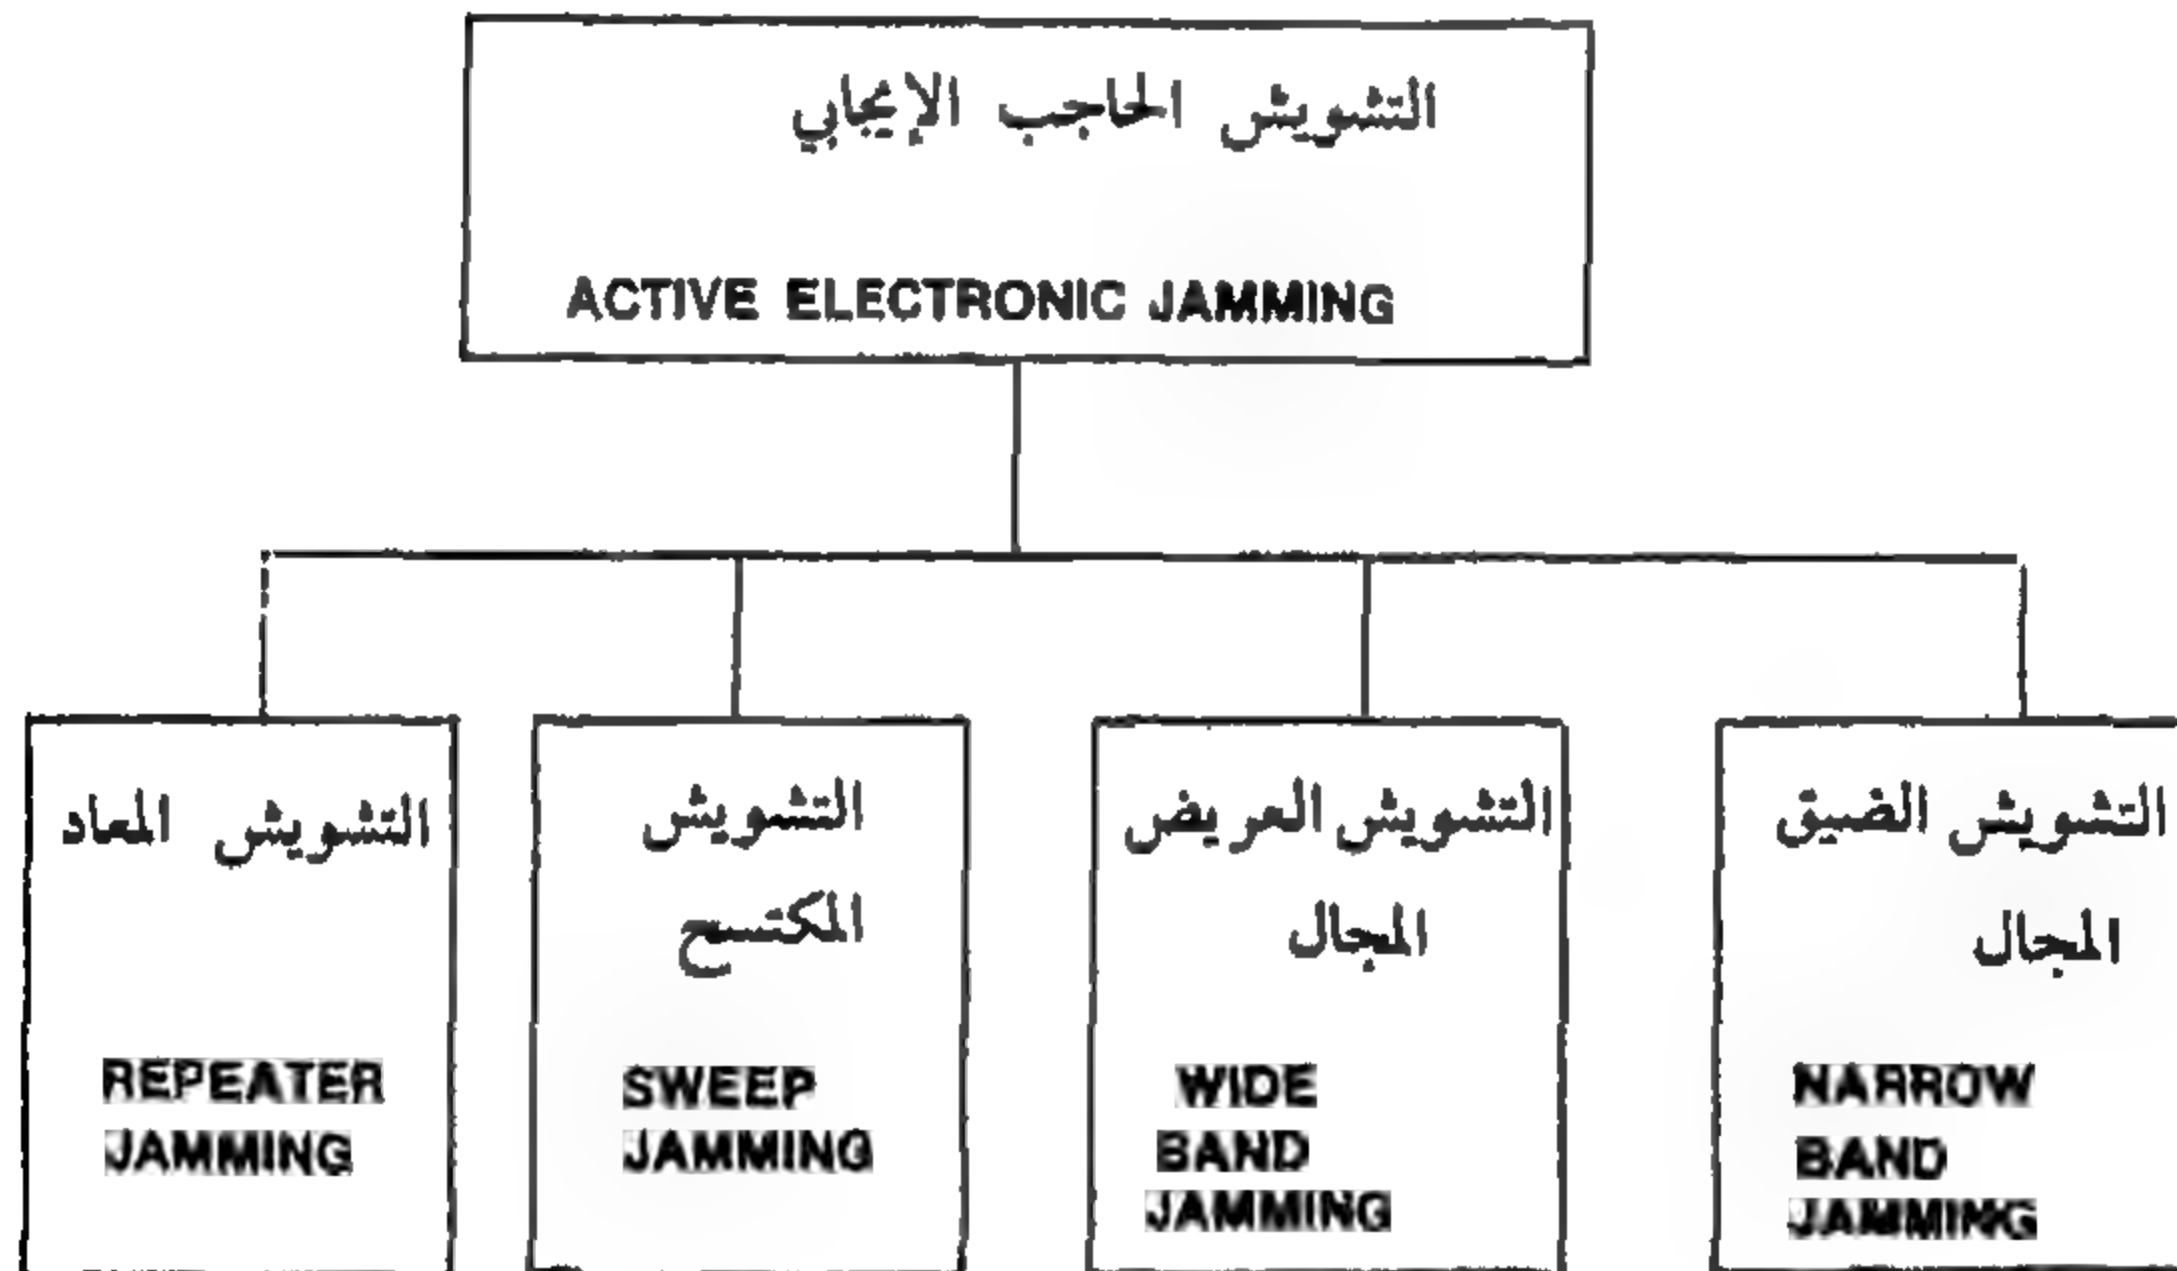 التشويش الحاجب الإيجابي
ACTIVE ELECTRONIC JAMMING
التشويش الضيق
المجال
NARROW
BAND
JAMMING
التشويش العريض
المجال
WIDE
BAND
JAMMING
التشويش
المكتسح
SWEEP
JAMMING
التشويش المعاد
REPEATER
JAMMING